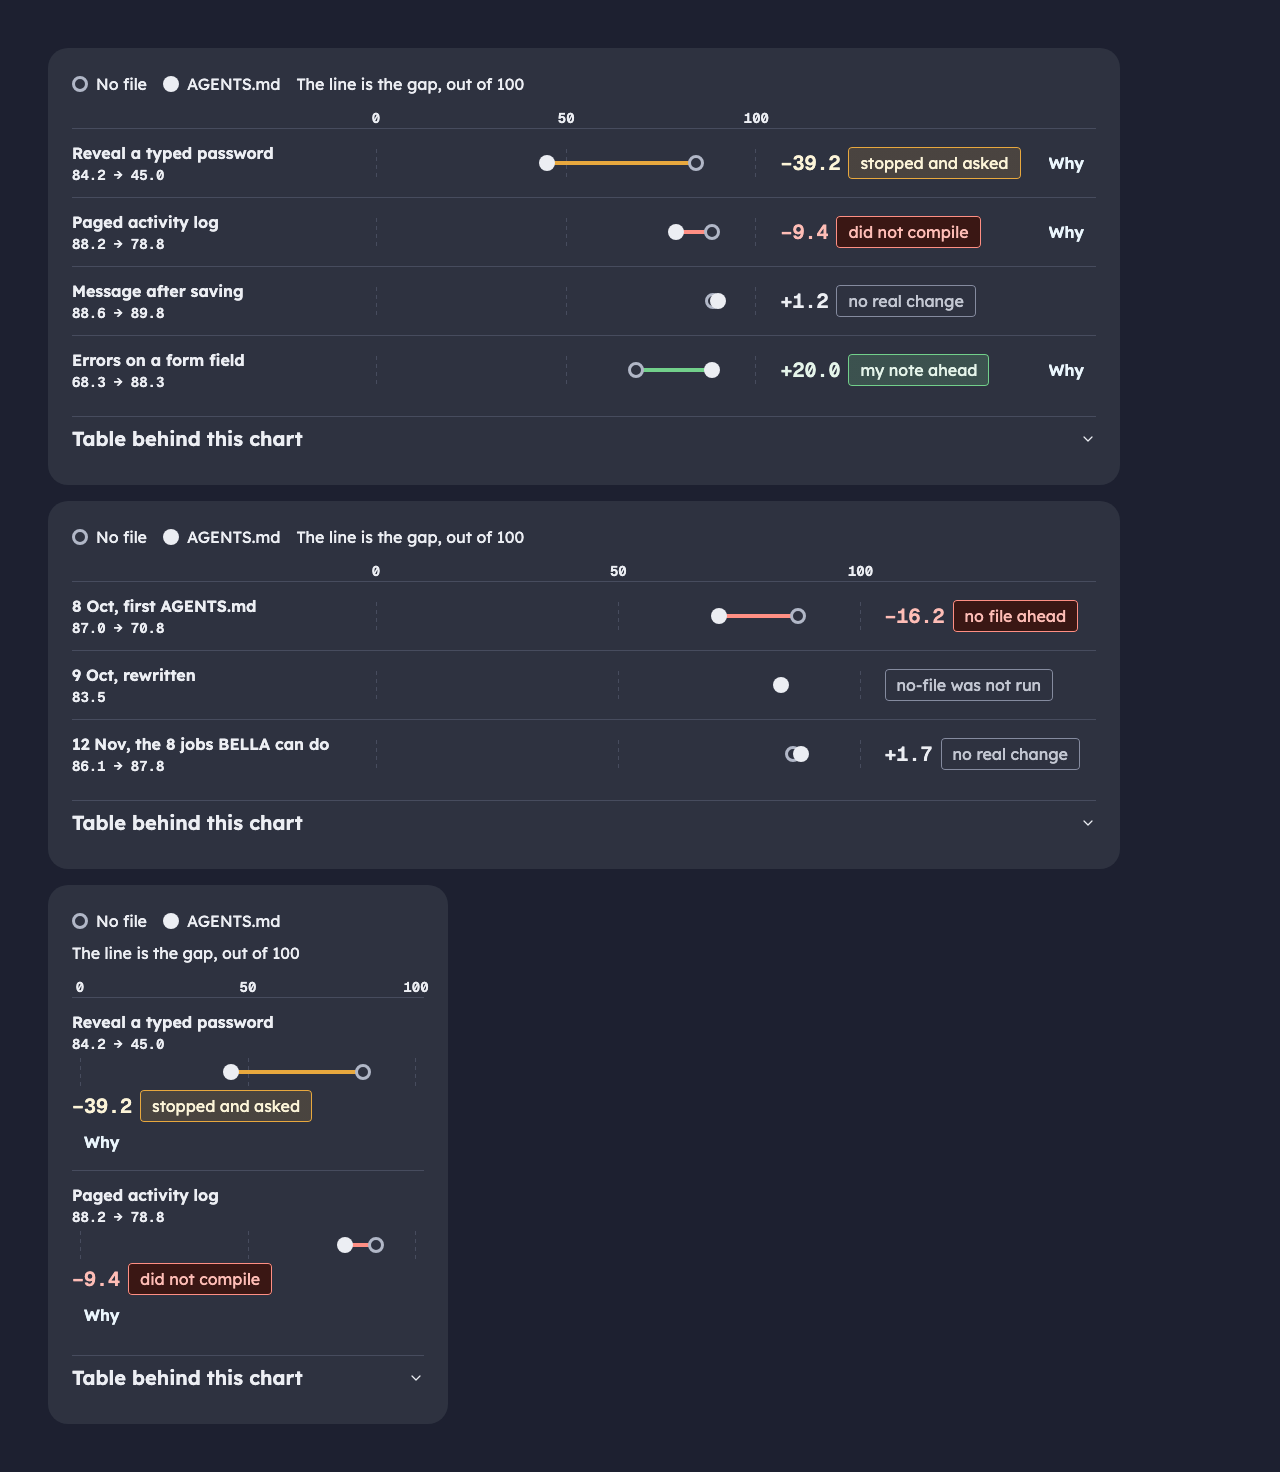 No file AGENTS.md The line is the gap, out of 100
0 50 100
Reveal a typed password
84.2 → 45.0
−39.2 stopped and asked Why
Paged activity log
88.2 → 78.8
−9.4 did not compile Why
Message after saving
88.6 → 89.8
+1.2 no real change
Errors on a form field
68.3 → 88.3
+20.0 my note ahead Why
Table behind this chart
No file AGENTS.md The line is the gap, out of 100
0 50 100
8 Oct, first AGENTS.md
87.0 → 70.8
−16.2 no file ahead
9 Oct, rewritten
83.5
no-file was not run
12 Nov, the 8 jobs BELLA can do
86.1 → 87.8
+1.7 no real change
Table behind this chart
No file AGENTS.md
The line is the gap, out of 100
0 50 100
Reveal a typed password
84.2 → 45.0
−39.2 stopped and asked
Why
Paged activity log
88.2 → 78.8
−9.4 did not compile
Why
Table behind this chart